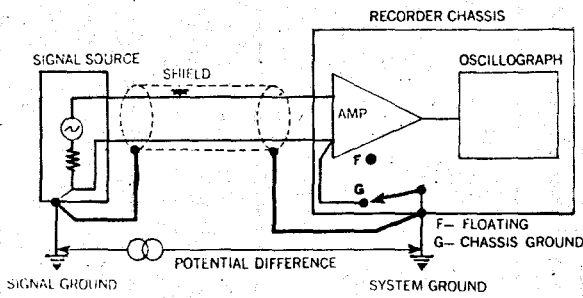 RECORDER CHASSIS
SIGNAL SOURCE
SHIELD
OSCILLOGRAPH
AMP
F
G
F– FLOATING
G– CHASSIS GROUND
POTENTIAL DIFFERENCE
SIGNAL GROUND
SYSTEM GROUND